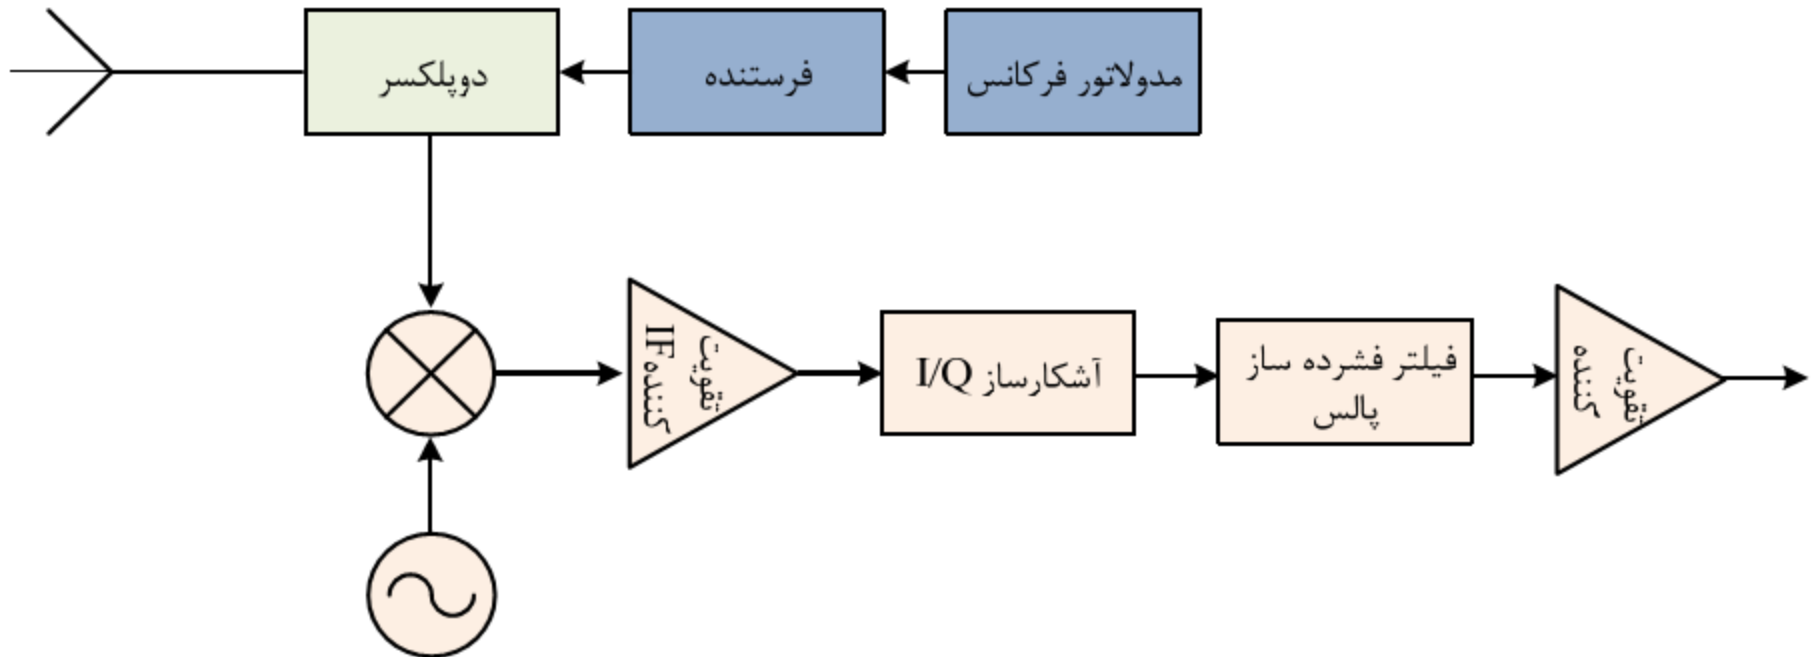 دوپلکسر
فرستنده
مدولاتور فرکانس
تقویت
کننده IF
آشکارساز I/Q
فیلتر فشرده ساز
پالس
تقویت
کننده